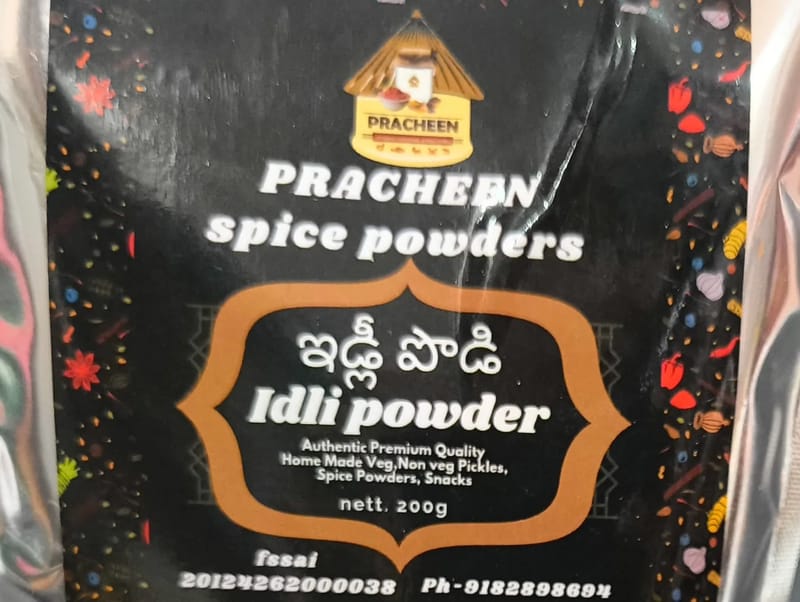 PRACHEEN
PRACHEEN
spice powders
ఇడ్లీ పొడి
Idli powder
Authentic Premium Quality
Home Made Veg,Non veg Pickles,
Spice Powders, Snacks
nett. 200g
fssai
20124262000038 Ph-9182898694